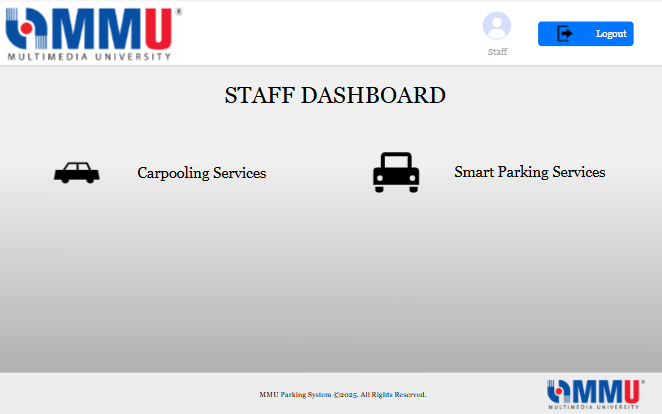 MMU®
MULTIMEDIA UNIVERSITY
Staff
Logout
STAFF DASHBOARD
Carpooling Services
Smart Parking Services
MMU Parking System ©2025. All Rights Reserved.
MMU®
MULTIMEDIA UNIVERSITY